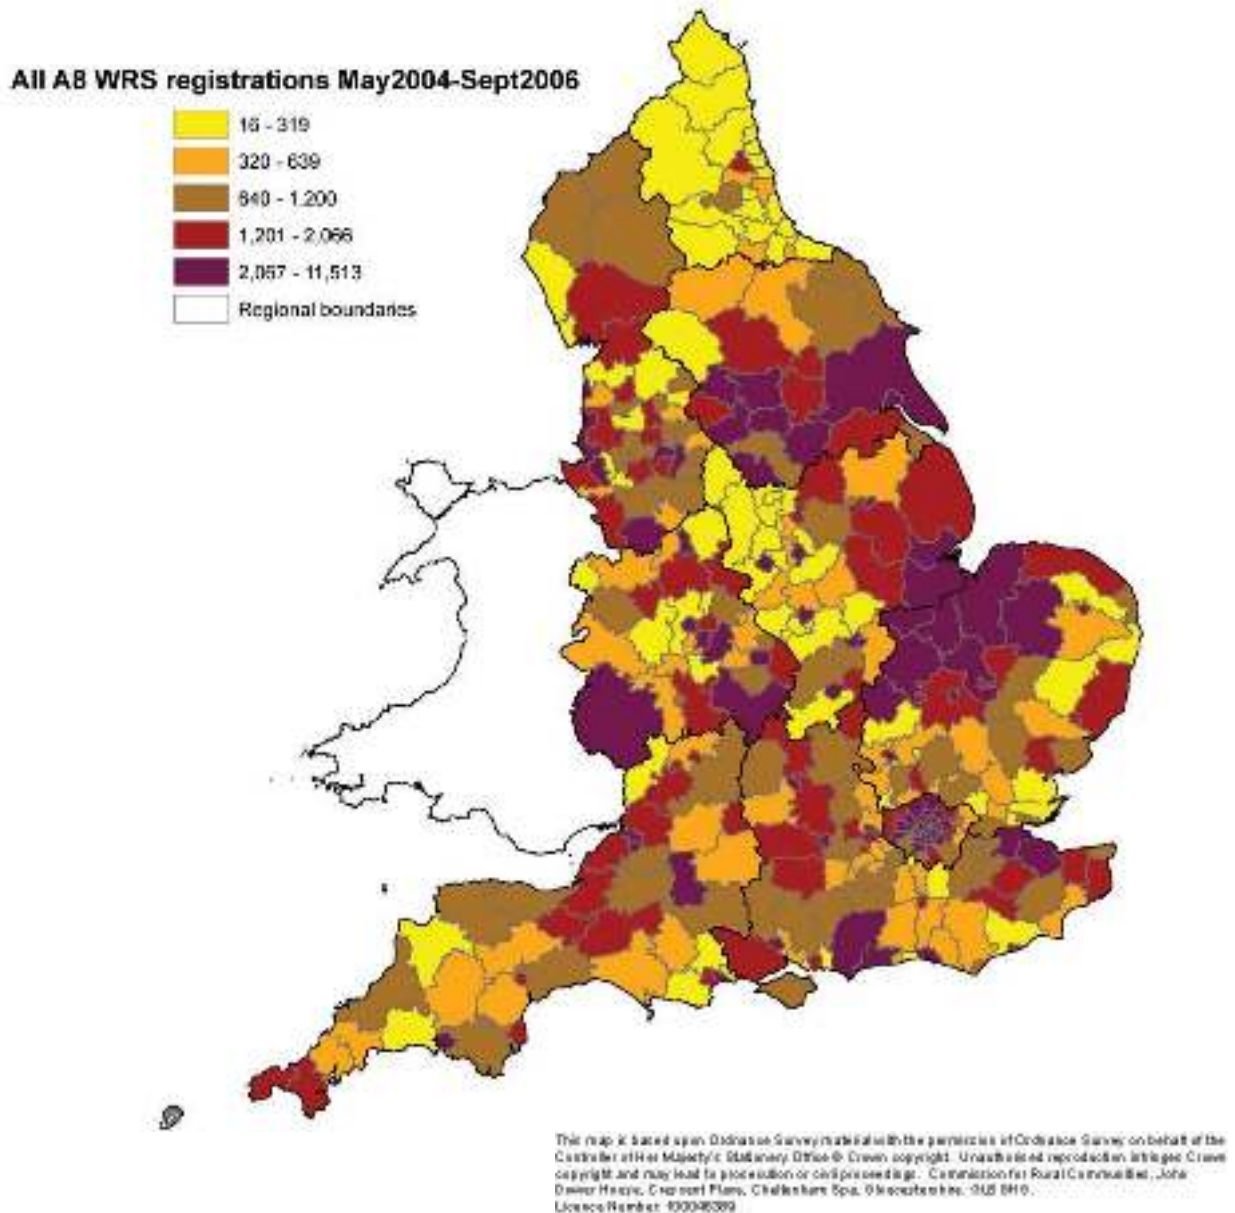 All A8 WRS registrations May2004-Sept2006
16 - 319
320 - 639
640 - 1,200
1,201 - 2,066
2,067 - 11,513
Regional boundaries
This map is based upon Ordnance Survey material with the permission of Ordnance Survey on behalf of the
Controller of Her Majesty's Stationery Office © Crown copyright. Unauthorised reproduction infringes Crown
copyright and may lead to prosecution or civil proceedings. Commission for Rural Communities, John
Dower House, Crescent Place, Cheltenham Spa, Gloucestershire.
Licence Number: